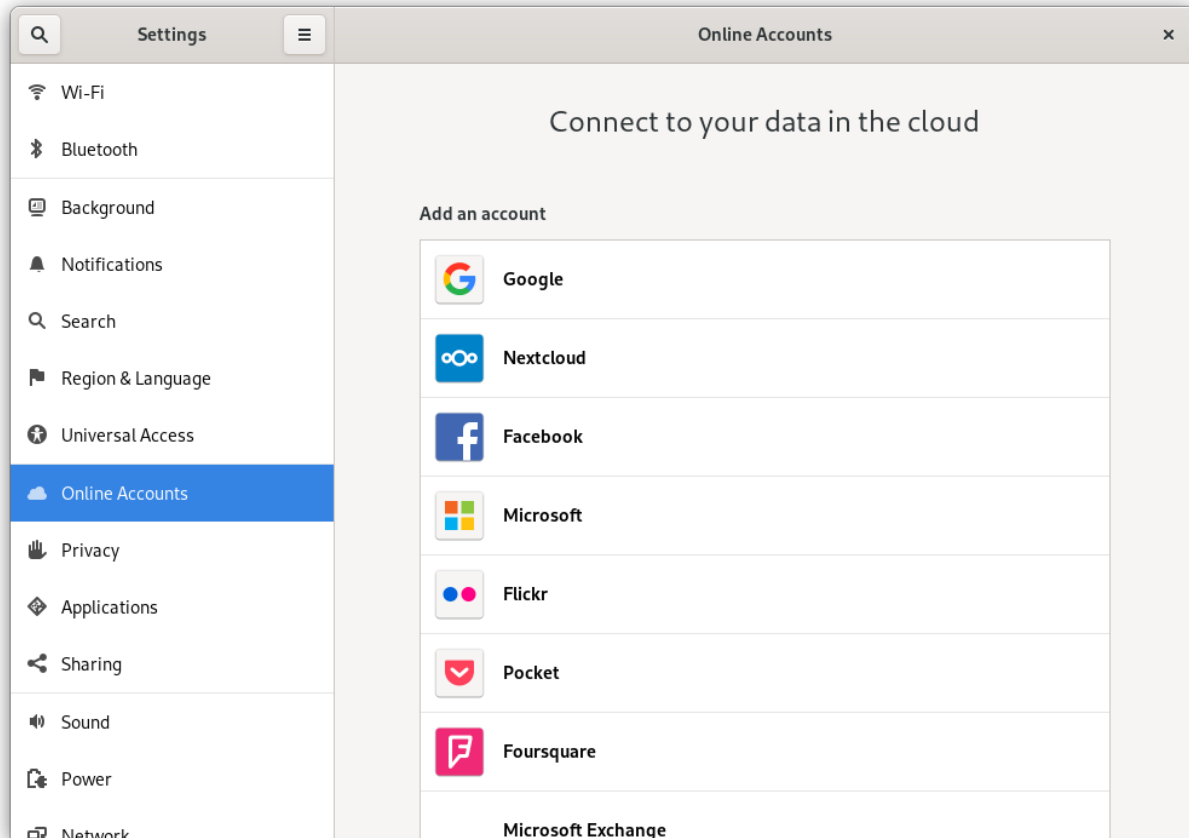 Settings
Online Accounts
Wi-Fi
Bluetooth
Background
Notifications
Search
Region & Language
Universal Access
Online Accounts
Privacy
Applications
Sharing
Sound
Power
Network
Connect to your data in the cloud
Add an account
Google
Nextcloud
Facebook
Microsoft
Flickr
Pocket
Foursquare
Microsoft Exchange